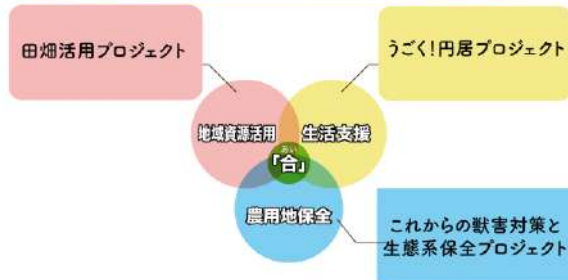 田畑活用プロジェクト
うごく!円居プロジェクト
地域資源活用
生活支援
あい
「合」
農用地保全
これからの獣害対策と
生態系保全プロジェクト